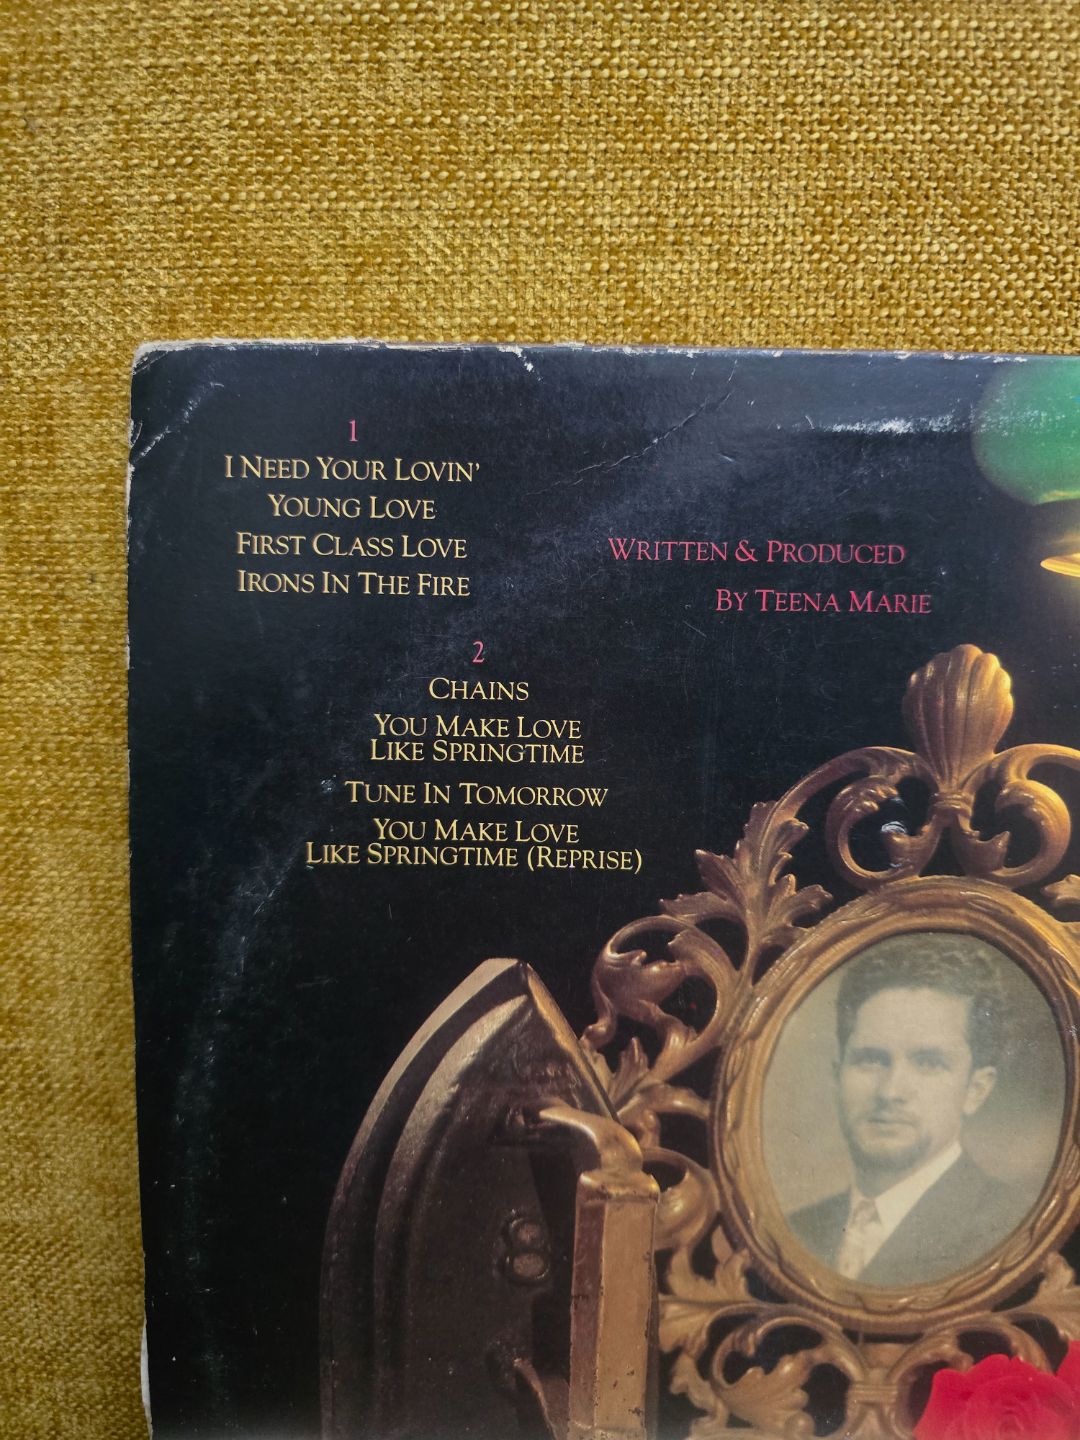 1
I NEED YOUR LOVIN'
YOUNG LOVE
FIRST CLASS LOVE
IRONS IN THE FIRE
WRITTEN & PRODUCED
BY TEENA MARIE
2
CHAINS
YOU MAKE LOVE
LIKE SPRINGTIME
TUNE IN TOMORROW
YOU MAKE LOVE
LIKE SPRINGTIME (REPRISE)